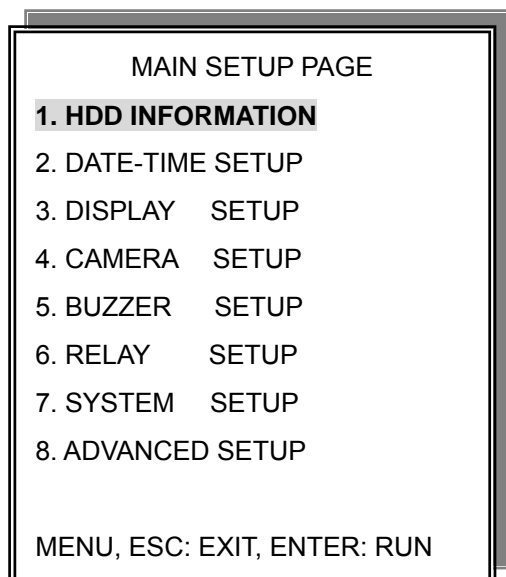 MAIN SETUP PAGE
1. HDD INFORMATION
2. DATE-TIME SETUP
3. DISPLAY SETUP
4. CAMERA SETUP
5. BUZZER SETUP
6. RELAY SETUP
7. SYSTEM SETUP
8. ADVANCED SETUP
MENU, ESC: EXIT, ENTER: RUN